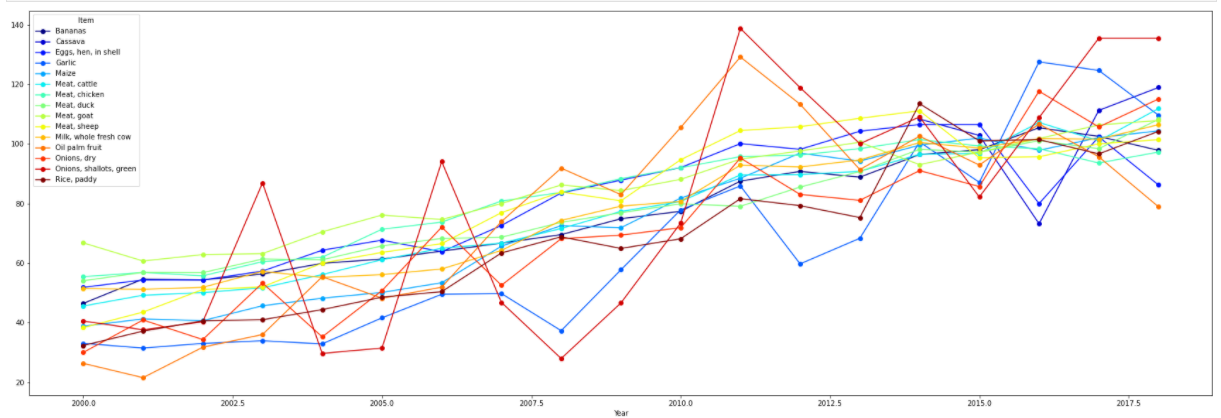 Item
Bananas
Cassava
Eggs, hen, in shell
Garlic
Maize
Meat, cattle
Meat, chicken
Meat, duck
Meat, goat
Meat, sheep
Milk, whole fresh cow
Oil palm fruit
Onions, dry
Onions, shallots, green
Rice, paddy
140
120
100
80
60
40
20
2000.0 2002.5 2005.0 2007.5 2010.0 2012.5 2015.0 2017.5
Year